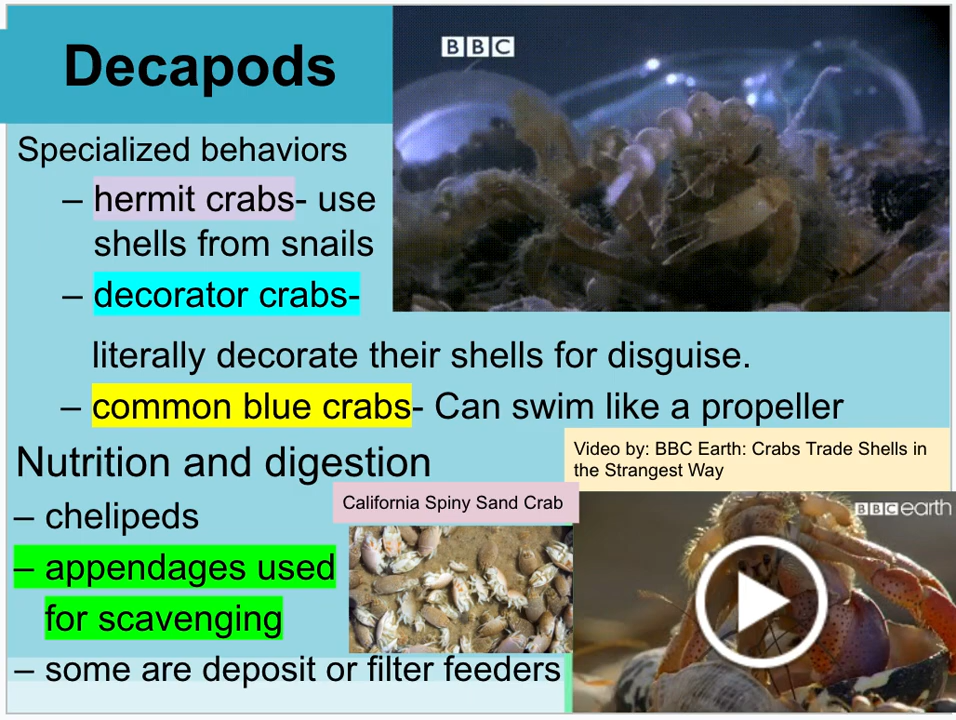 Decapods
BBC
Specialized behaviors
– hermit crabs- use
shells from snails
– decorator crabs-
literally decorate their shells for disguise.
– common blue crabs- Can swim like a propeller
Video by: BBC Earth: Crabs Trade Shells in
the Strangest Way
Nutrition and digestion
California Spiny Sand Crab
BBC earth
– chelipeds
– appendages used
for scavenging
– some are deposit or filter feeders